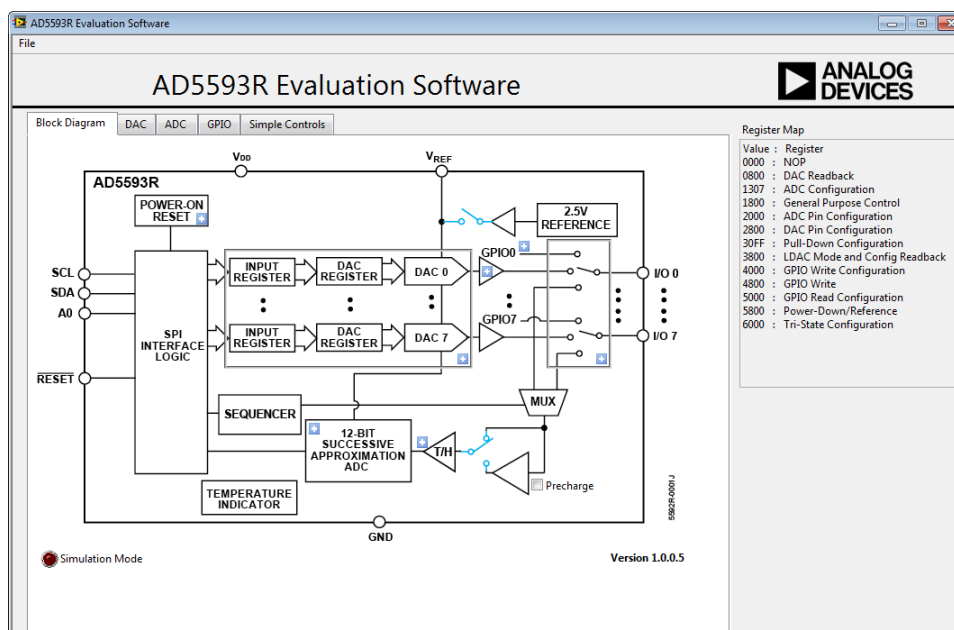 AD5593R Evaluation Software
File
AD5593R Evaluation Software
ANALOG
DEVICES
Block Diagram
DAC
ADC
GPIO
Simple Controls
VDD
VREF
AD5593R
POWER-ON
RESET
2.5V
REFERENCE
GPIO0
SCL
SDA
A0
RESET
SPI
INTERFACE
LOGIC
INPUT
REGISTER
DAC
REGISTER
DAC 0
I/O 0
GPIO7
INPUT
REGISTER
DAC
REGISTER
DAC 7
I/O 7
MUX
SEQUENCER
12-BIT
SUCCESSIVE
APPROXIMATION
ADC
T/H
Precharge
TEMPERATURE
INDICATOR
GND
5592R-0001J
Simulation Mode
Version 1.0.0.5
Register Map
Value : Register
0000 : NOP
0800 : DAC Readback
1307 : ADC Configuration
1800 : General Purpose Control
2000 : ADC Pin Configuration
2800 : DAC Pin Configuration
30FF : Pull-Down Configuration
3800 : LDAC Mode and Config Readback
4000 : GPIO Write Configuration
4800 : GPIO Write
5000 : GPIO Read Configuration
5800 : Power-Down/Reference
6000 : Tri-State Configuration